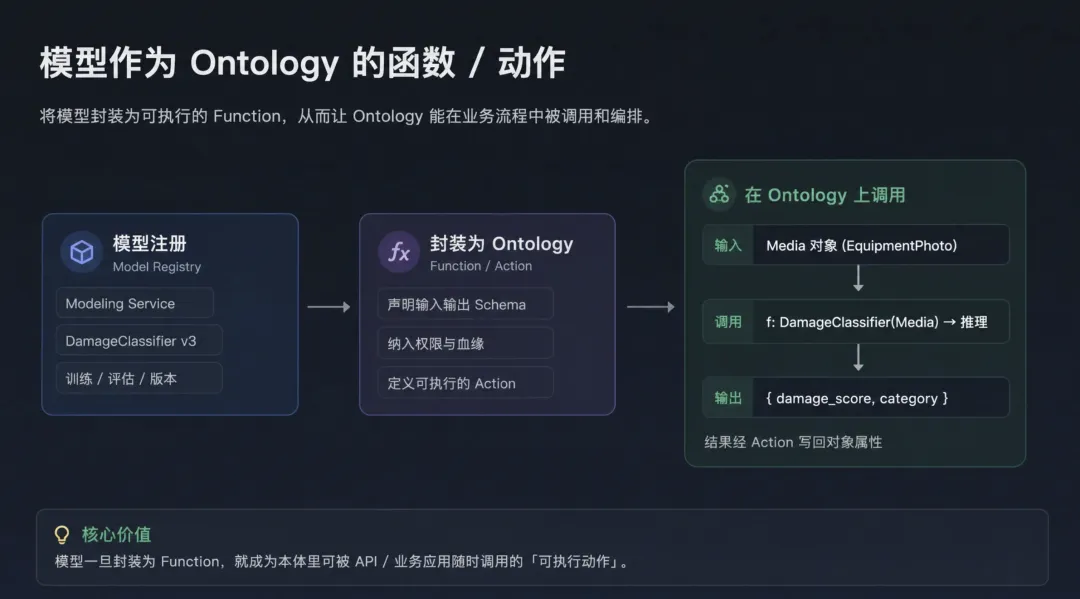 模型作为 Ontology 的函数 / 动作
将模型封装为可执行的 Function，从而让 Ontology 能在业务流程中被调用和编排。
模型注册
Model Registry
Modeling Service
DamageClassifier v3
训练 / 评估 / 版本
fx
封装为 Ontology
Function / Action
声明输入输出 Schema
纳入权限与血缘
定义可执行的 Action
在 Ontology 上调用
输入
Media 对象 (EquipmentPhoto)
调用
f: DamageClassifier(Media) → 推理
输出
{ damage_score, category }
结果经 Action 写回对象属性
核心价值
模型一旦封装为 Function，就成为本体里可被 API / 业务应用随时调用的「可执行动作」。